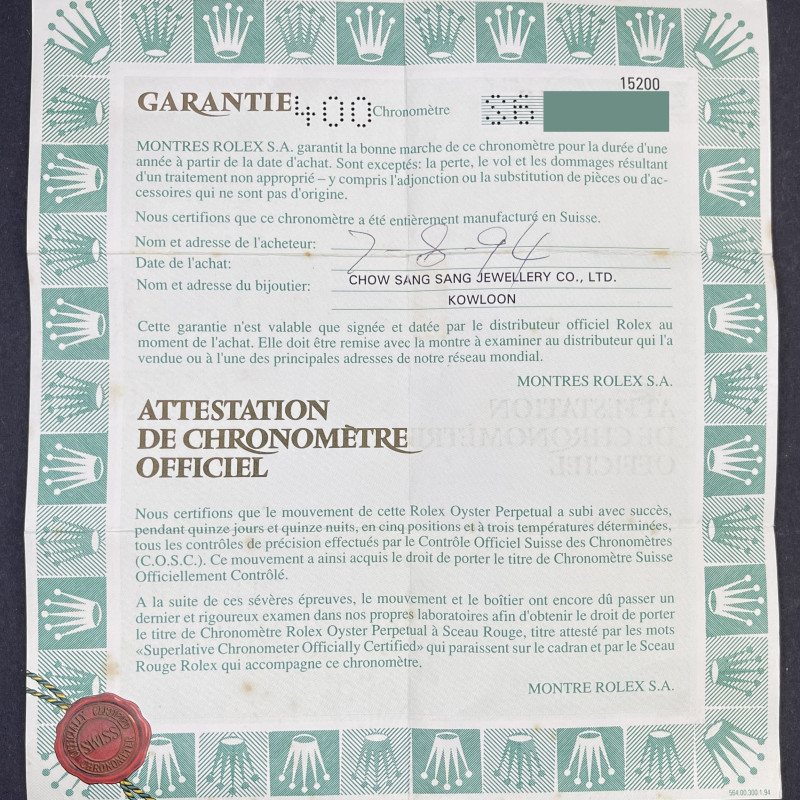 15200
GARANTIE 400 Chronomètre S6
MONTRES ROLEX S.A. garantit la bonne marche de ce chronomètre pour la durée d'une
année à partir de la date d'achat. Sont exceptés: la perte, le vol et les dommages résultant
d'un traitement non approprié – y compris l'adjonction ou la substitution de pièces ou d'ac-
cessoires qui ne sont pas d'origine.
Nous certifions que ce chronomètre a été entièrement manufacturé en Suisse.
Nom et adresse de l'acheteur:
7-8-94
Date de l'achat:
Nom et adresse du bijoutier: CHOW SANG SANG JEWELLERY CO., LTD.
KOWLOON
Cette garantie n'est valable que signée et datée par le distributeur officiel Rolex au
moment de l'achat. Elle doit être remise avec la montre à examiner au distributeur qui l'a
vendue ou à l'une des principales adresses de notre réseau mondial.
MONTRES ROLEX S.A.
ATTESTATION
DE CHRONOMÈTRE
OFFICIEL
Nous certifions que le mouvement de cette Rolex Oyster Perpetual a subi avec succès,
pendant quinze jours et quinze nuits, en cinq positions et à trois températures déterminées,
tous les contrôles de précision effectués par le Contrôle Officiel Suisse des Chronomètres
(C.O.S.C.). Ce mouvement a ainsi acquis le droit de porter le titre de Chronomètre Suisse
Officiellement Contrôlé.
A la suite de ces sévères épreuves, le mouvement et le boîtier ont encore dû passer un
dernier et rigoureux examen dans nos propres laboratoires afin d'obtenir le droit de porter
le titre de Chronomètre Rolex Oyster Perpetual à Sceau Rouge, titre attesté par les mots
«Superlative Chronometer Officially Certified» qui paraissent sur le cadran et par le Sceau
Rouge Rolex qui accompagne ce chronomètre.
MONTRE ROLEX S.A.
OFFICIALLY CERTIFIED
SWISS
CHRONOMETER
564.00.300.1.94